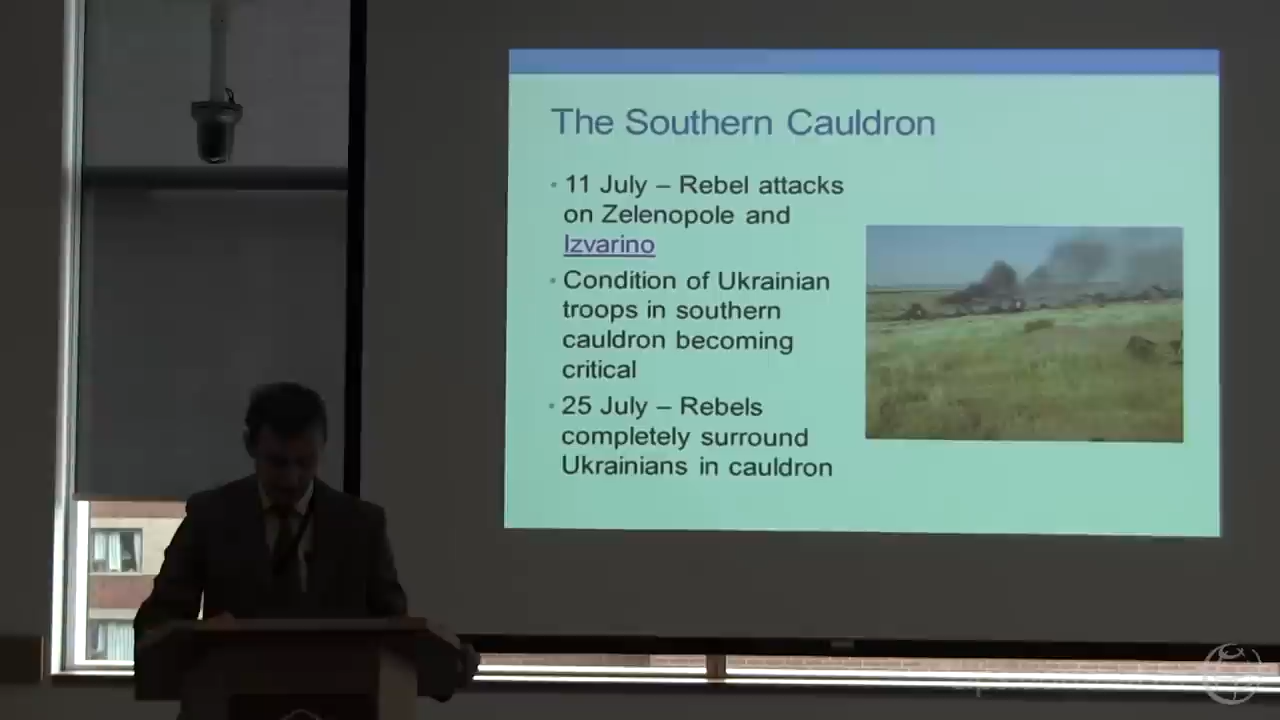 The Southern Cauldron
• 11 July – Rebel attacks
on Zelenopole and
Izvarino
• Condition of Ukrainian
troops in southern
cauldron becoming
critical
• 25 July – Rebels
completely surround
Ukrainians in cauldron